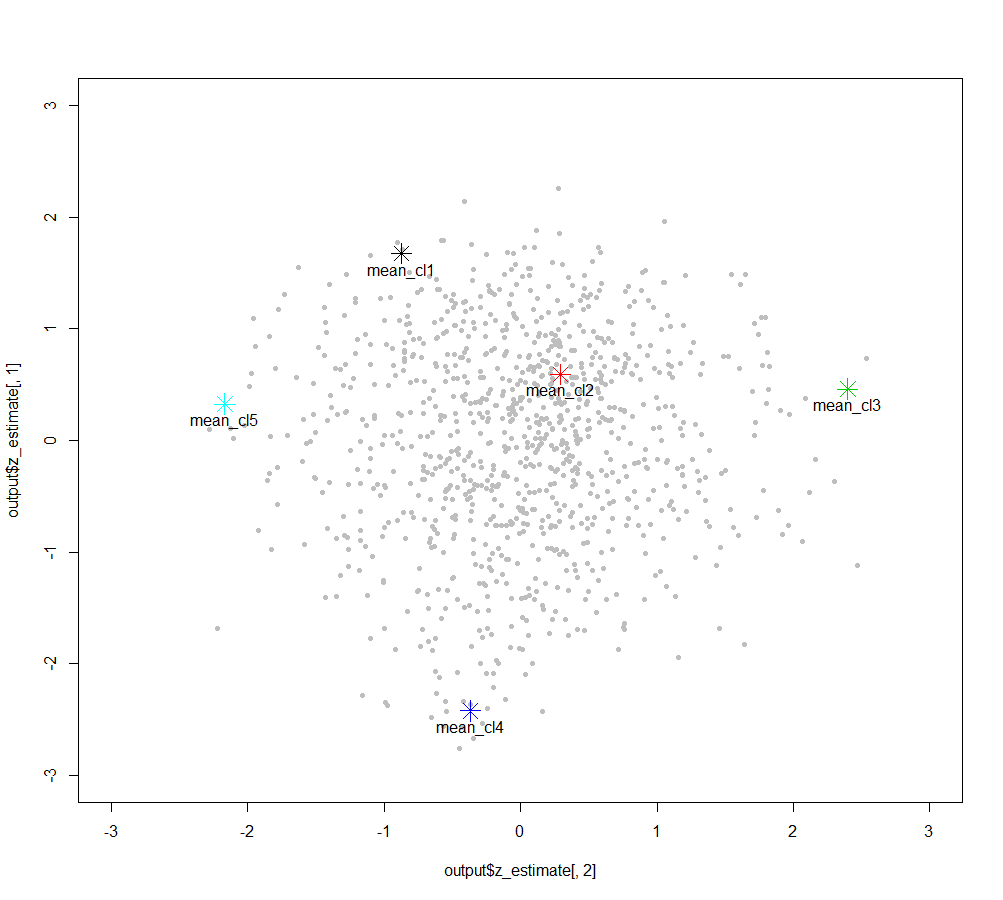 3
2
mean_cl1
1
mean_cl2
mean_cl3
mean_cl5
0
output$z_estimate[, 1]
-1
-2
mean_cl4
-3
-3 -2 -1 0 1 2 3
output$z_estimate[, 2]